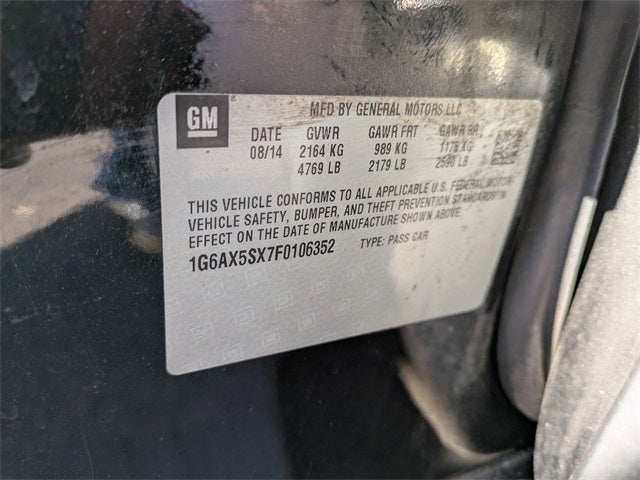 GM
MFD BY GENERAL MOTORS LLC
DATE GVWR GAWR FRT GAWR RR
08/14 2164 KG 989 KG 1175 KG
4769 LB 2179 LB 2590 LB
THIS VEHICLE CONFORMS TO ALL APPLICABLE U.S. FEDERAL MOTOR
VEHICLE SAFETY, BUMPER, AND THEFT PREVENTION STANDARDS IN
EFFECT ON THE DATE OF MANUFACTURE SHOWN ABOVE.
1G6AX5SX7F0106352 TYPE: PASS CAR